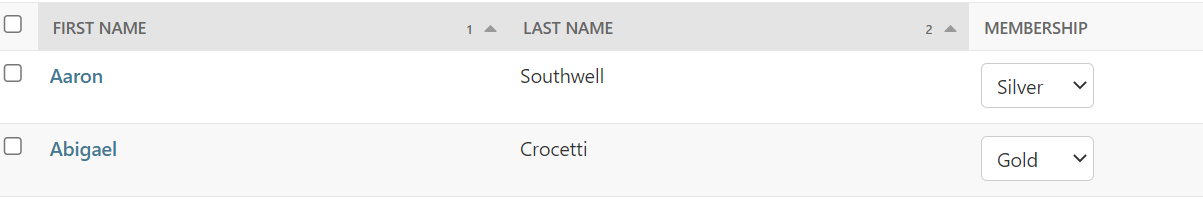 FIRST NAME 1 LAST NAME 2 MEMBERSHIP
Aaron Southwell Silver
Abigael Crocetti Gold